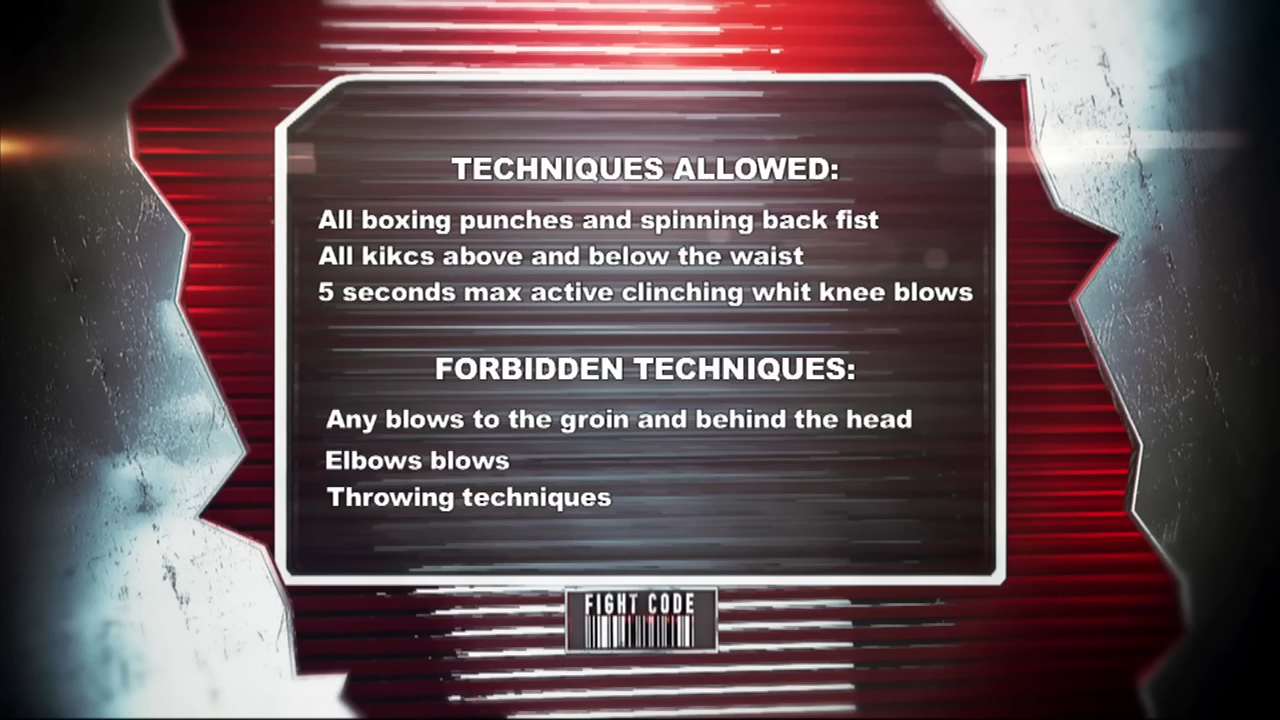 TECHNIQUES ALLOWED:
All boxing punches and spinning back fist
All kikcs above and below the waist
5 seconds max active clinching whit knee blows
FORBIDDEN TECHNIQUES:
Any blows to the groin and behind the head
Elbows blows
Throwing techniques
FIGHT CODE